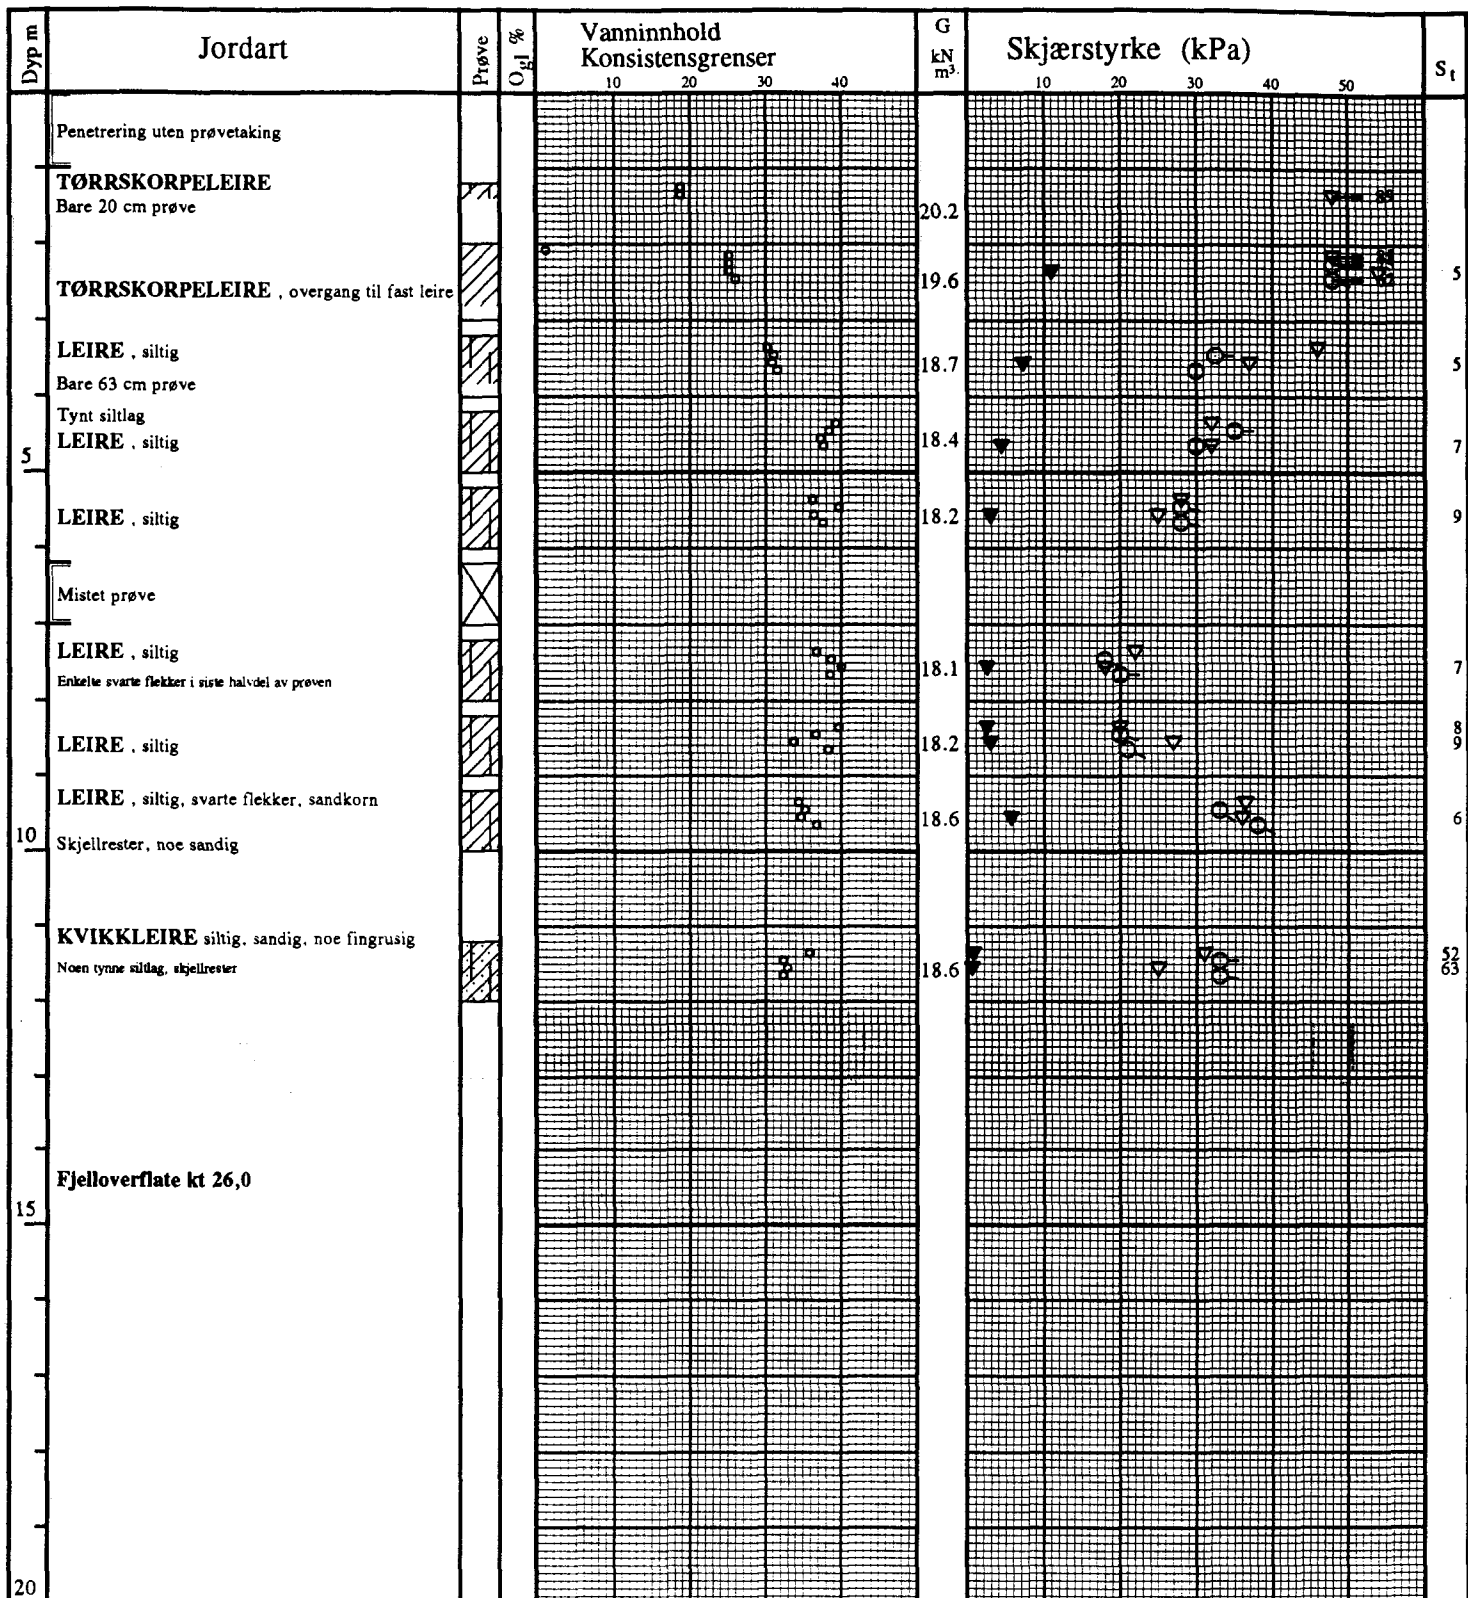 Dyp m
Jordart
Prøve
Ogl %
Vanninnhold
Konsistensgrenser
10 20 30 40
G
kN
m³
Skjærstyrke (kPa)
10 20 30 40 50
St
Penetrering uten prøvetaking
TØRRSKORPELEIRE
Bare 20 cm prøve
20.2
TØRRSKORPELEIRE , overgang til fast leire
19.6
5
LEIRE , siltig
18.7
5
Bare 63 cm prøve
Tynt siltlag
LEIRE , siltig
18.4
7
5
LEIRE , siltig
18.2
9
Mistet prøve
LEIRE , siltig
18.1
7
Enkelte svarte flekker i siste halvdel av prøven
8
LEIRE , siltig
18.2
9
LEIRE , siltig, svarte flekker, sandkorn
18.6
6
10
Skjellrester, noe sandig
KVIKKLEIRE siltig, sandig, noe fingrusig
52
Noen tynne siltlag, skjellrester
18.6
63
Fjelloverflate kt 26,0
15
20